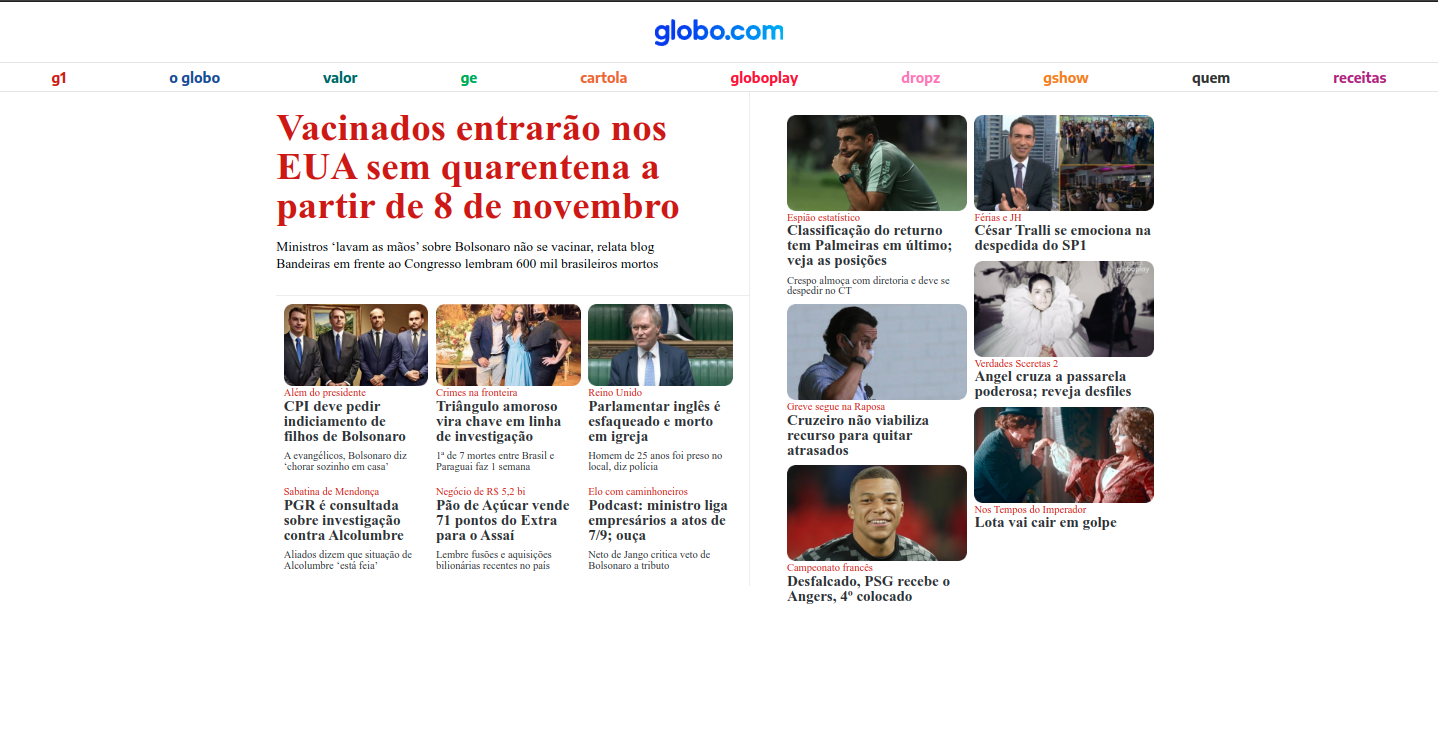 globo.com
g1
o globo
valor
ge
cartola
globoplay
dropz
gshow
quem
receitas
Vacinados entrarão nos
EUA sem quarentena a
partir de 8 de novembro
Ministros ‘lavam as mãos’ sobre Bolsonaro não se vacinar, relata blog
Bandeiras em frente ao Congresso lembram 600 mil brasileiros mortos
Além do presidente
CPI deve pedir
indiciamento de
filhos de Bolsonaro
A evangélicos, Bolsonaro diz
‘chorar sozinho em casa’
Crimes na fronteira
Triângulo amoroso
vira chave em linha
de investigação
1ª de 7 mortes entre Brasil e
Paraguai faz 1 semana
Reino Unido
Parlamentar inglês é
esfaqueado e morto
em igreja
Homem de 25 anos foi preso no
local, diz polícia
Sabatina de Mendonça
PGR é consultada
sobre investigação
contra Alcolumbre
Aliados dizem que situação de
Alcolumbre ‘está feia’
Negócio de R$ 5,2 bi
Pão de Açúcar vende
71 pontos do Extra
para o Assaí
Lembre fusões e aquisições
bilionárias recentes no país
Elo com caminhoneiros
Podcast: ministro liga
empresários a atos de
7/9; ouça
Neto de Jango critica veto de
Bolsonaro a tributo
Espião estatístico
Classificação do returno
tem Palmeiras em último;
veja as posições
Crespo almoça com diretoria e deve se
despedir no CT
Greve segue na Raposa
Cruzeiro não viabiliza
recurso para quitar
atrasados
Campeonato francês
Desfalcado, PSG recebe o
Angers, 4º colocado
Férias e JH
César Tralli se emociona na
despedida do SP1
globoplay
Verdades Sceretas 2
Angel cruza a passarela
poderosa; reveja desfiles
Nos Tempos do Imperador
Lota vai cair em golpe